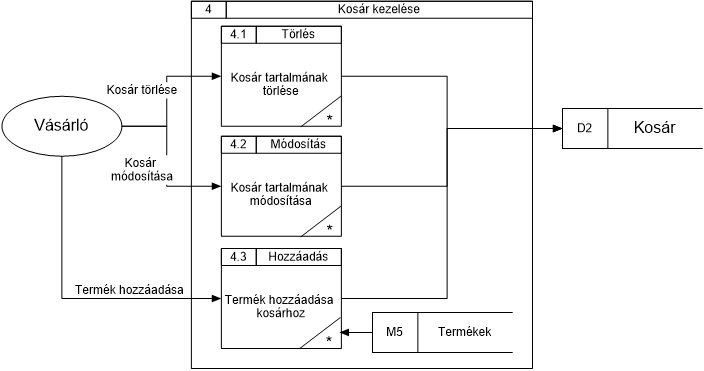 4 Kosár kezelése
4.1 Törlés
Kosár tartalmának
törlése
*
Kosár törlése
Vásárló
Kosár
módosítása
4.2 Módosítás
Kosár tartalmának
módosítása
*
D2 Kosár
4.3 Hozzáadás
Termék hozzáadása
Termék hozzáadása
kosárhoz
*
M5 Termékek